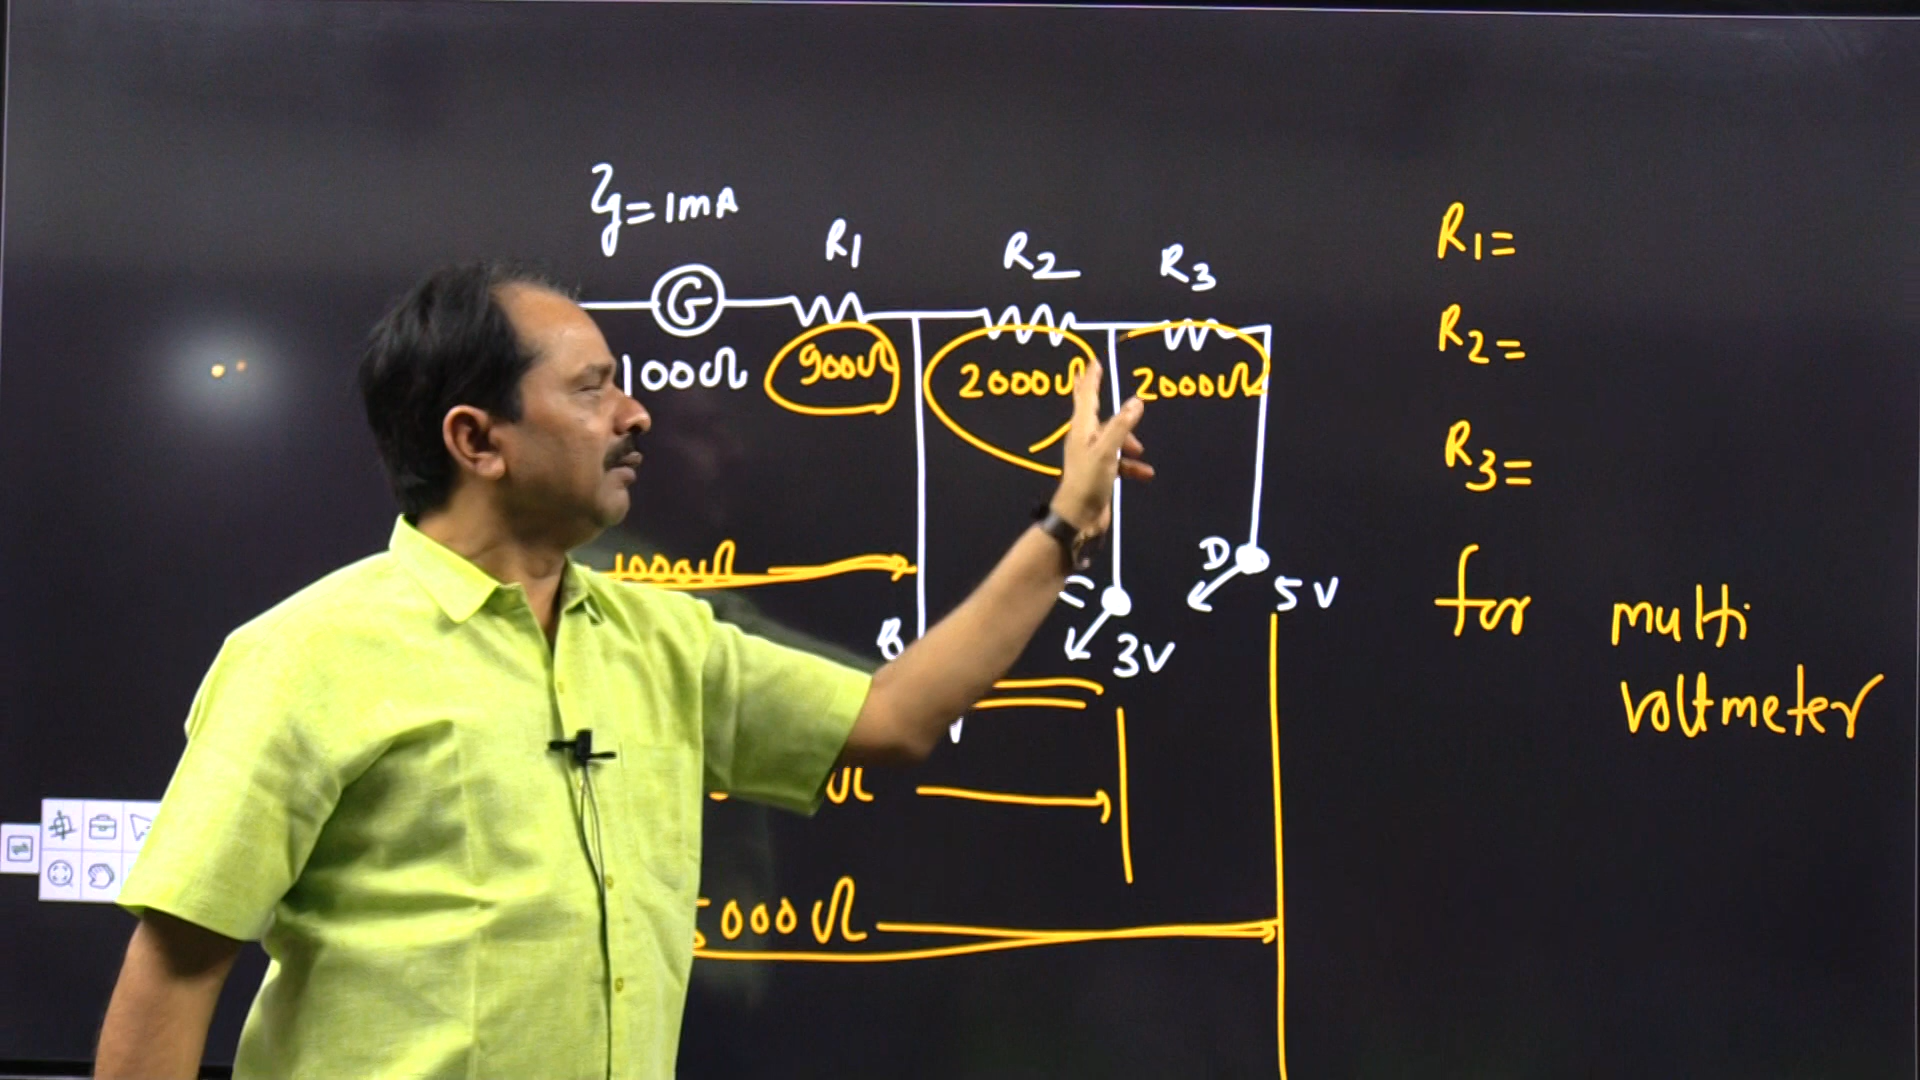 Ig = 1mA
R1
R2
R3
R1 =
G
R2 =
100Ω
900Ω
2000Ω
2000Ω
R3 =
1000Ω
D
5V
for multi
voltmeter
B
C
3V
V
Ω
5000Ω